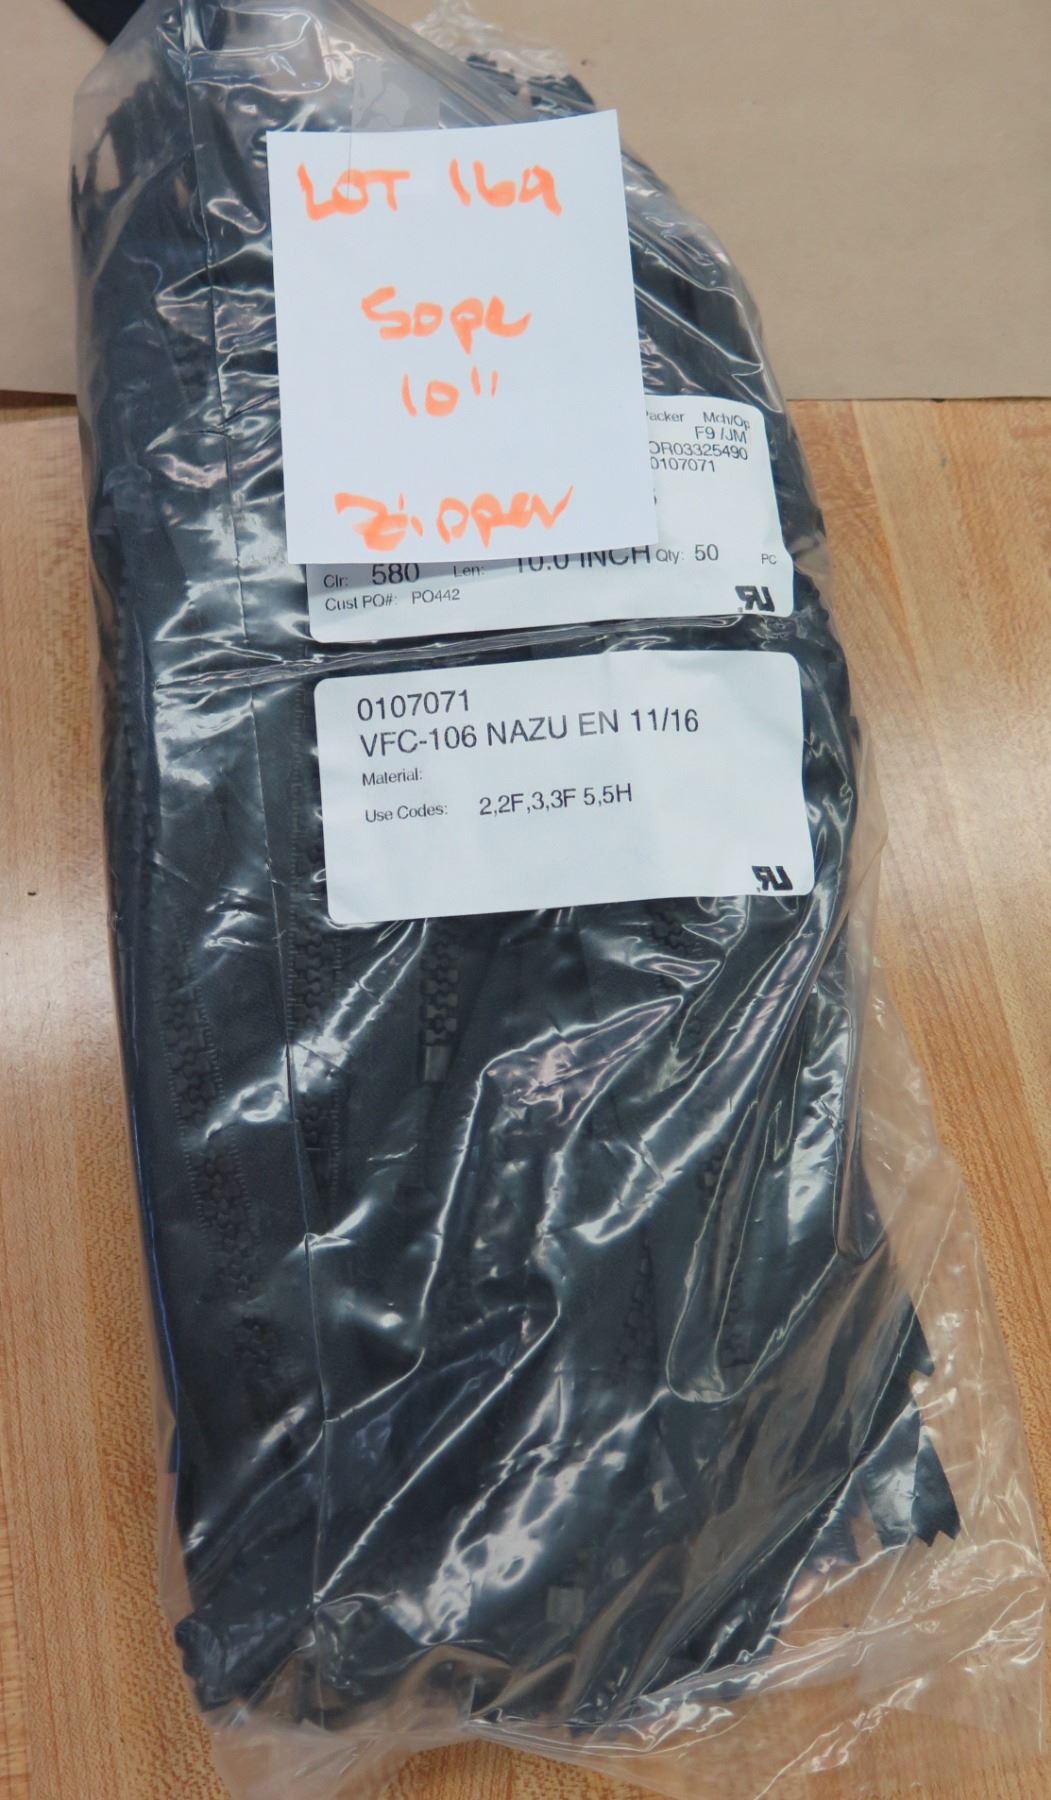 LOT 169
50pc
10"
Zipper
Packer Mch/Op
F9 /JM
OR03325490
0107071
Clr: 580 Len: 10.0 INCH Qty: 50 PC
Cust PO#: PO442
0107071
VFC-106 NAZU EN 11/16
Material:
Use Codes: 2,2F,3,3F 5,5H